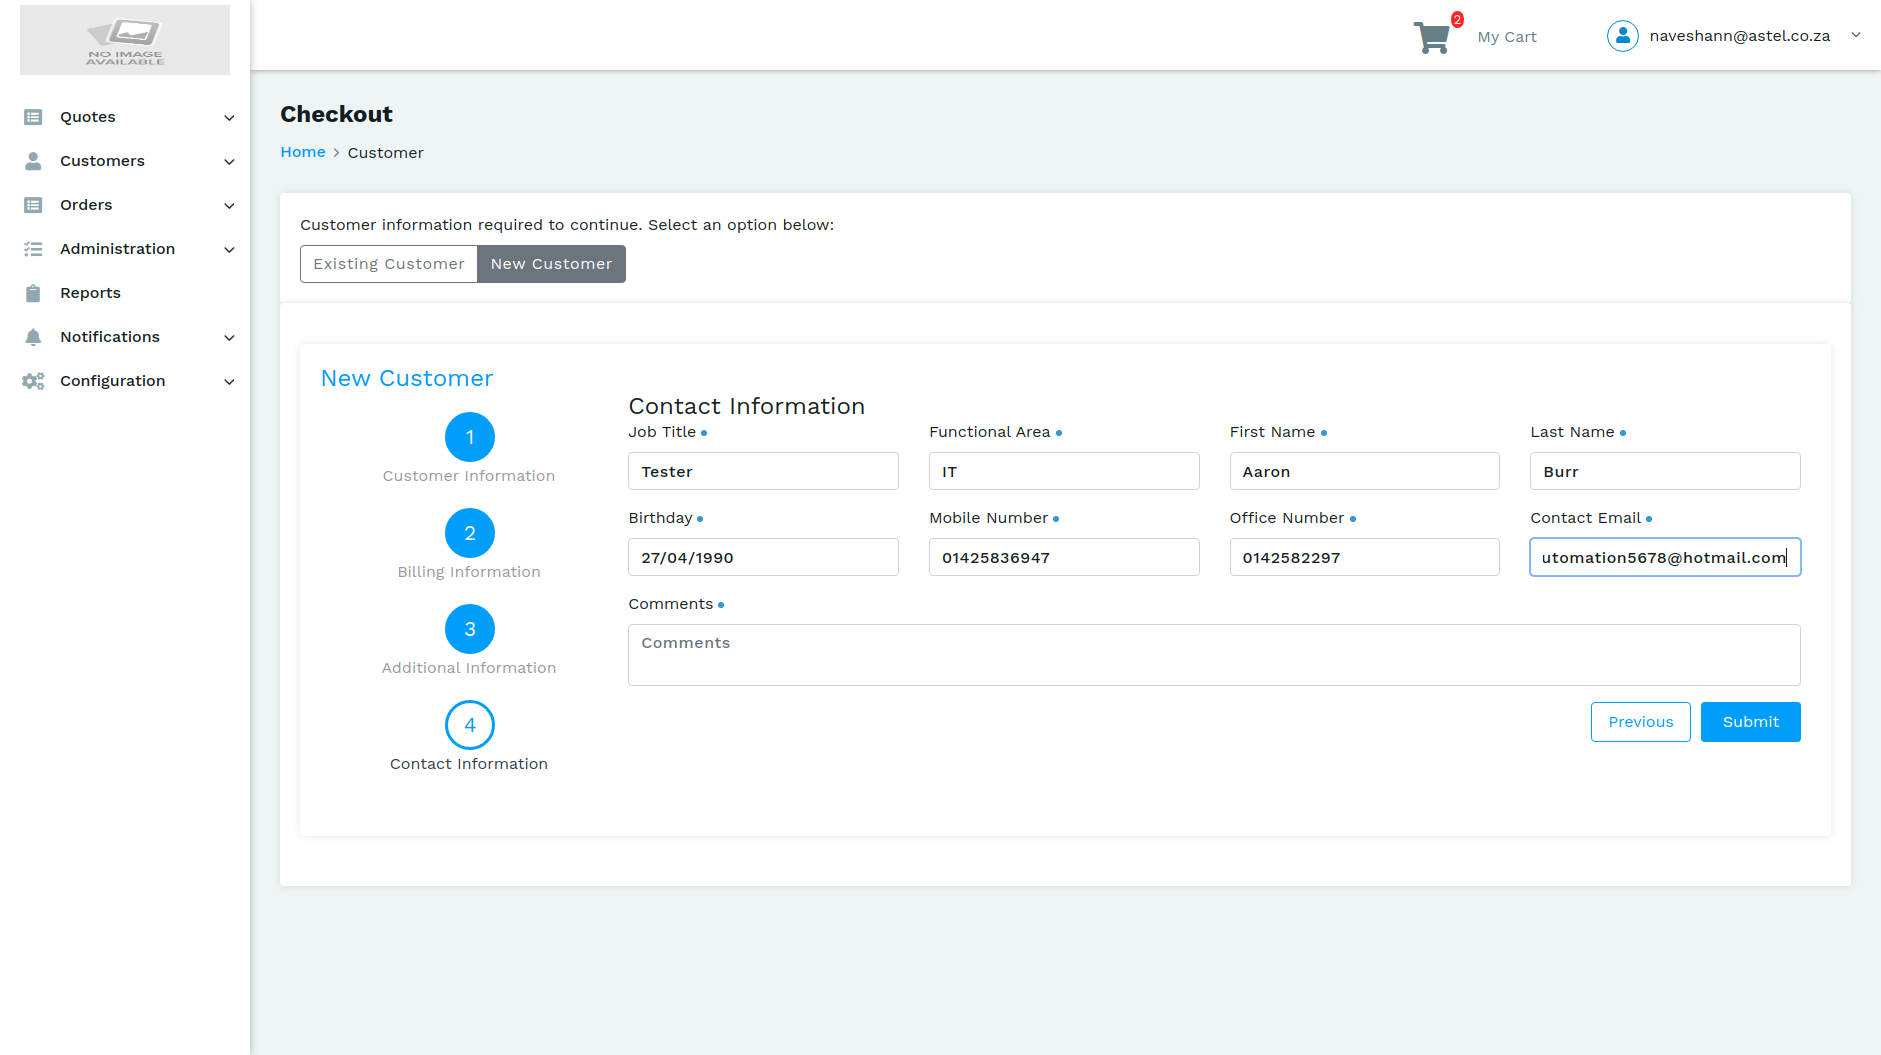 NO IMAGE
AVAILABLE
2
My Cart
naveshann@astel.co.za
Quotes
Customers
Orders
Administration
Reports
Notifications
Configuration
Checkout
Home > Customer
Customer information required to continue. Select an option below:
Existing Customer New Customer
New Customer
1
Customer Information
2
Billing Information
3
Additional Information
4
Contact Information
Contact Information
Job Title Functional Area First Name Last Name
Tester IT Aaron Burr
Birthday Mobile Number Office Number Contact Email
27/04/1990 01425836947 0142582297 utomation5678@hotmail.com
Comments
Comments
Previous Submit